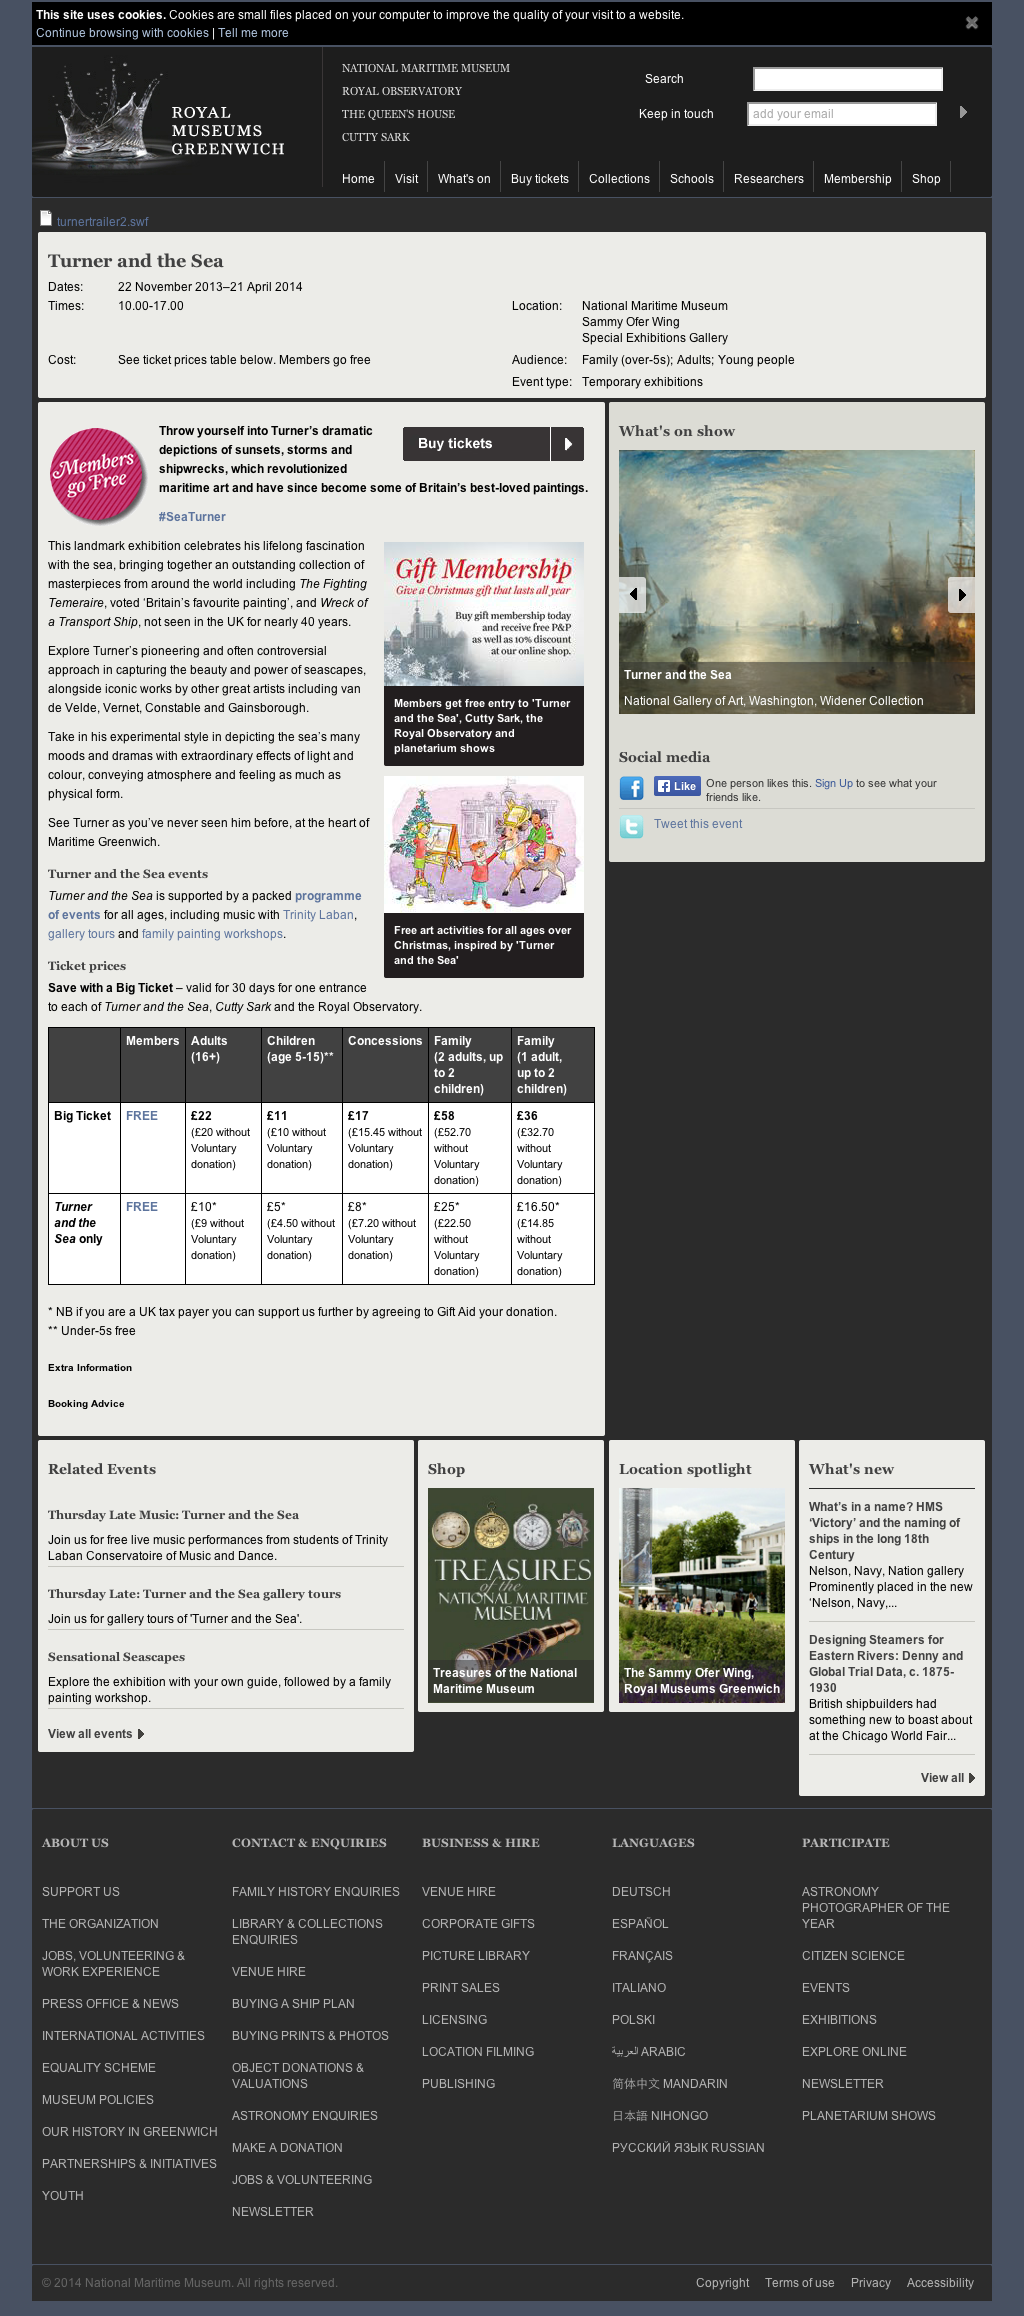 This site uses cookies. Cookies are small files placed on your computer to improve the quality of your visit to a website.
Continue browsing with cookies | Tell me more
ROYAL
MUSEUMS
GREENWICH
NATIONAL MARITIME MUSEUM
ROYAL OBSERVATORY
THE QUEEN'S HOUSE
CUTTY SARK
Search
Keep in touch
add your email
Home
Visit
What's on
Buy tickets
Collections
Schools
Researchers
Membership
Shop
turnertrailer2.swf
Turner and the Sea
Dates: 22 November 2013–21 April 2014
Times: 10.00-17.00
Location: National Maritime Museum
Sammy Ofer Wing
Special Exhibitions Gallery
Cost: See ticket prices table below. Members go free
Audience: Family (over-5s); Adults; Young people
Event type: Temporary exhibitions
Members
go Free
Throw yourself into Turner's dramatic
depictions of sunsets, storms and
shipwrecks, which revolutionized
maritime art and have since become some of Britain's best-loved paintings.
Buy tickets
#SeaTurner
This landmark exhibition celebrates his lifelong fascination
with the sea, bringing together an outstanding collection of
masterpieces from around the world including The Fighting
Temeraire, voted ‘Britain’s favourite painting’, and Wreck of
a Transport Ship, not seen in the UK for nearly 40 years.
Explore Turner’s pioneering and often controversial
approach in capturing the beauty and power of seascapes,
alongside iconic works by other great artists including van
de Velde, Vernet, Constable and Gainsborough.
Take in his experimental style in depicting the sea’s many
moods and dramas with extraordinary effects of light and
colour, conveying atmosphere and feeling as much as
physical form.
See Turner as you’ve never seen him before, at the heart of
Maritime Greenwich.
Gift Membership
Give a Christmas gift that lasts all year
Buy gift membership today
and receive free P&P
as well as 10% discount
at our online shop.
Members get free entry to 'Turner
and the Sea', Cutty Sark, the
Royal Observatory and
planetarium shows
Free art activities for all ages over
Christmas, inspired by 'Turner
and the Sea'
Turner and the Sea events
Turner and the Sea is supported by a packed programme
of events for all ages, including music with Trinity Laban,
gallery tours and family painting workshops.
Ticket prices
Save with a Big Ticket – valid for 30 days for one entrance
to each of Turner and the Sea, Cutty Sark and the Royal Observatory.
Members
Adults
(16+)
Children
(age 5-15)**
Concessions
Family
(2 adults, up
to 2
children)
Family
(1 adult,
up to 2
children)
Big Ticket
FREE
£22
(£20 without
Voluntary
donation)
£11
(£10 without
Voluntary
donation)
£17
(£15.45 without
Voluntary
donation)
£58
(£52.70
without
Voluntary
donation)
£36
(£32.70
without
Voluntary
donation)
Turner
and the
Sea only
FREE
£10*
(£9 without
Voluntary
donation)
£5*
(£4.50 without
Voluntary
donation)
£8*
(£7.20 without
Voluntary
donation)
£25*
(£22.50
without
Voluntary
donation)
£16.50*
(£14.85
without
Voluntary
donation)
* NB if you are a UK tax payer you can support us further by agreeing to Gift Aid your donation.
** Under-5s free
Extra Information
Booking Advice
What's on show
Turner and the Sea
National Gallery of Art, Washington, Widener Collection
Social media
Like
One person likes this. Sign Up to see what your
friends like.
Tweet this event
Related Events
Thursday Late Music: Turner and the Sea
Join us for free live music performances from students of Trinity
Laban Conservatoire of Music and Dance.
Thursday Late: Turner and the Sea gallery tours
Join us for gallery tours of 'Turner and the Sea'.
Sensational Seascapes
Explore the exhibition with your own guide, followed by a family
painting workshop.
View all events
Shop
TREASURES
of the
NATIONAL MARITIME
MUSEUM
Treasures of the National
Maritime Museum
Location spotlight
The Sammy Ofer Wing,
Royal Museums Greenwich
What's new
What’s in a name? HMS
‘Victory’ and the naming of
ships in the long 18th
Century
Nelson, Navy, Nation gallery
Prominently placed in the new
‘Nelson, Navy,...
Designing Steamers for
Eastern Rivers: Denny and
Global Trial Data, c. 1875-
1930
British shipbuilders had
something new to boast about
at the Chicago World Fair...
View all
ABOUT US
SUPPORT US
THE ORGANIZATION
JOBS, VOLUNTEERING &
WORK EXPERIENCE
PRESS OFFICE & NEWS
INTERNATIONAL ACTIVITIES
EQUALITY SCHEME
MUSEUM POLICIES
OUR HISTORY IN GREENWICH
PARTNERSHIPS & INITIATIVES
YOUTH
CONTACT & ENQUIRIES
FAMILY HISTORY ENQUIRIES
LIBRARY & COLLECTIONS
ENQUIRIES
VENUE HIRE
BUYING A SHIP PLAN
BUYING PRINTS & PHOTOS
OBJECT DONATIONS &
VALUATIONS
ASTRONOMY ENQUIRIES
MAKE A DONATION
JOBS & VOLUNTEERING
NEWSLETTER
BUSINESS & HIRE
VENUE HIRE
CORPORATE GIFTS
PICTURE LIBRARY
PRINT SALES
LICENSING
LOCATION FILMING
PUBLISHING
LANGUAGES
DEUTSCH
ESPAÑOL
FRANÇAIS
ITALIANO
POLSKI
العربية ARABIC
简体中文 MANDARIN
日本語 NIHONGO
РУССКИЙ ЯЗЫК RUSSIAN
PARTICIPATE
ASTRONOMY
PHOTOGRAPHER OF THE
YEAR
CITIZEN SCIENCE
EVENTS
EXHIBITIONS
EXPLORE ONLINE
NEWSLETTER
PLANETARIUM SHOWS
© 2014 National Maritime Museum. All rights reserved.
Copyright
Terms of use
Privacy
Accessibility